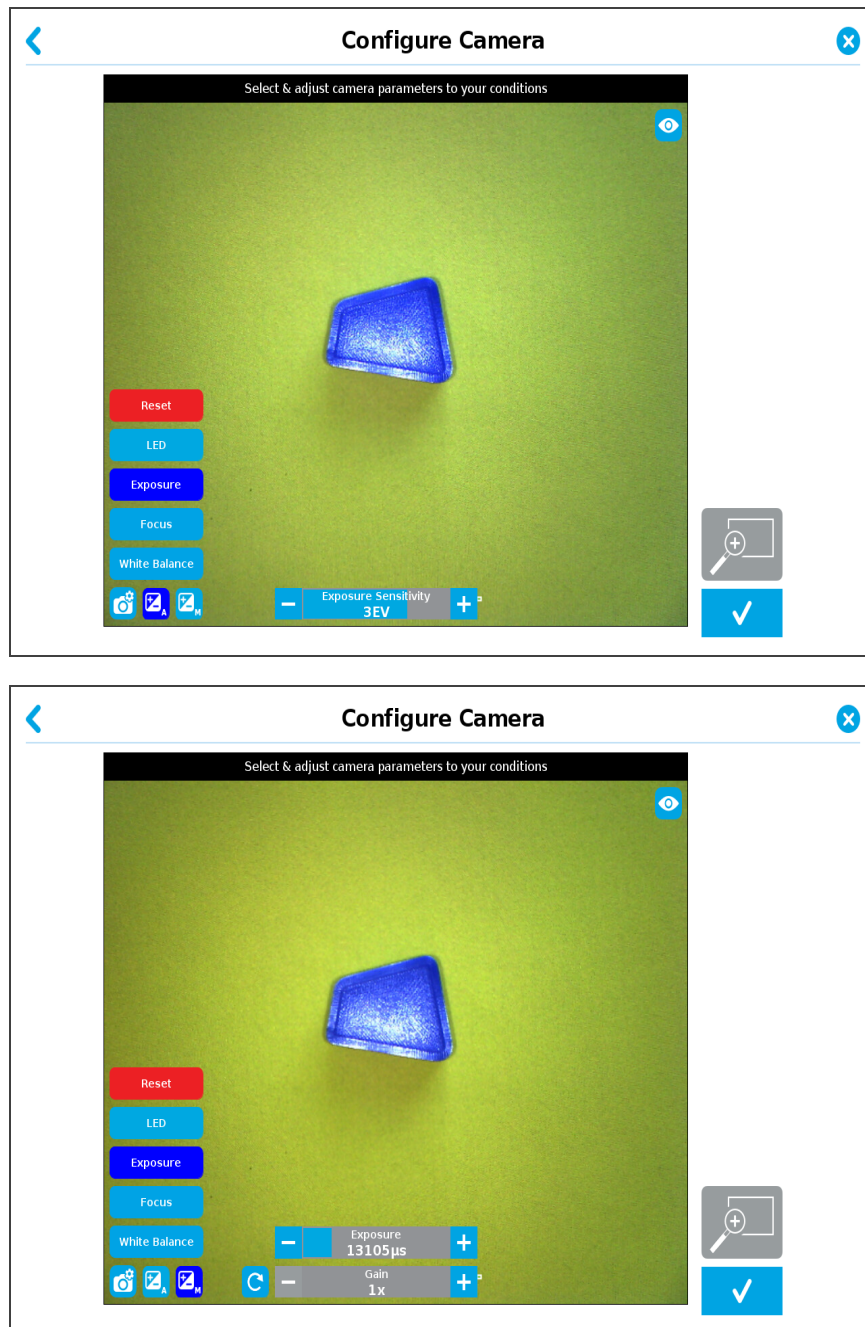 Configure Camera
Select & adjust camera parameters to your conditions
Reset
LED
Exposure
Focus
White Balance
A
M
Exposure Sensitivity
3EV
Configure Camera
Select & adjust camera parameters to your conditions
Reset
LED
Exposure
Focus
White Balance
Exposure
13105µs
A
M
Gain
1x